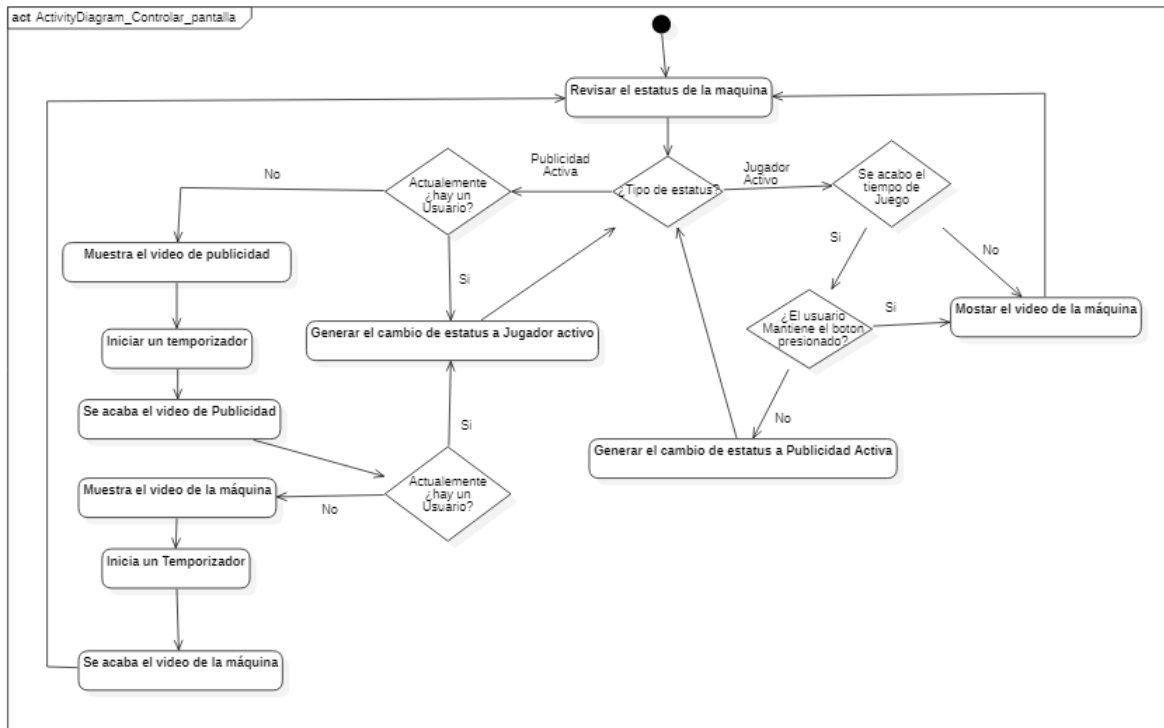 act ActivityDiagram_Controlar_pantalla
Revisar el estatus de la maquina
Publicidad
Activa
Jugador
Activo
¿Tipo de estatus?
Actualemente
¿hay un
Usuario?
No
Se acabo el
tiempo de
Juego
Si
No
Muestra el video de publicidad
Si
Iniciar un temporizador
Generar el cambio de estatus a Jugador activo
¿El usuario
Mantiene el boton
presionado?
Si
Mostar el video de la máquina
Se acaba el video de Publicidad
No
Si
Generar el cambio de estatus a Publicidad Activa
Actualemente
¿hay un
Usuario?
No
Muestra el video de la máquina
Inicia un Temporizador
Se acaba el video de la máquina